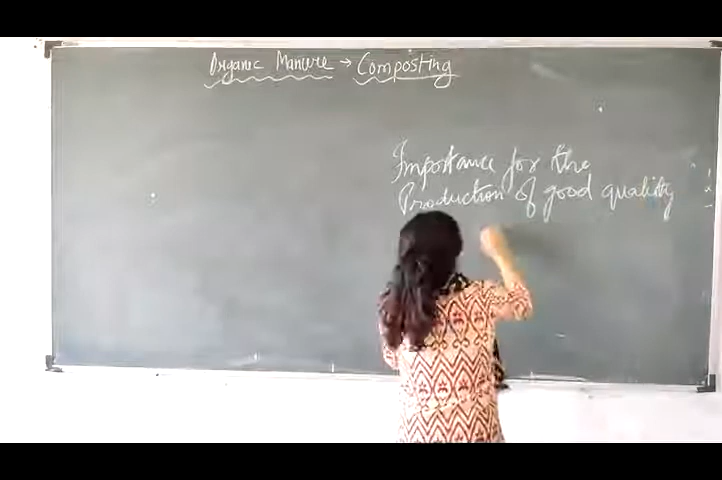 Organic Manure → Composting
Importance for the
Production of good quality